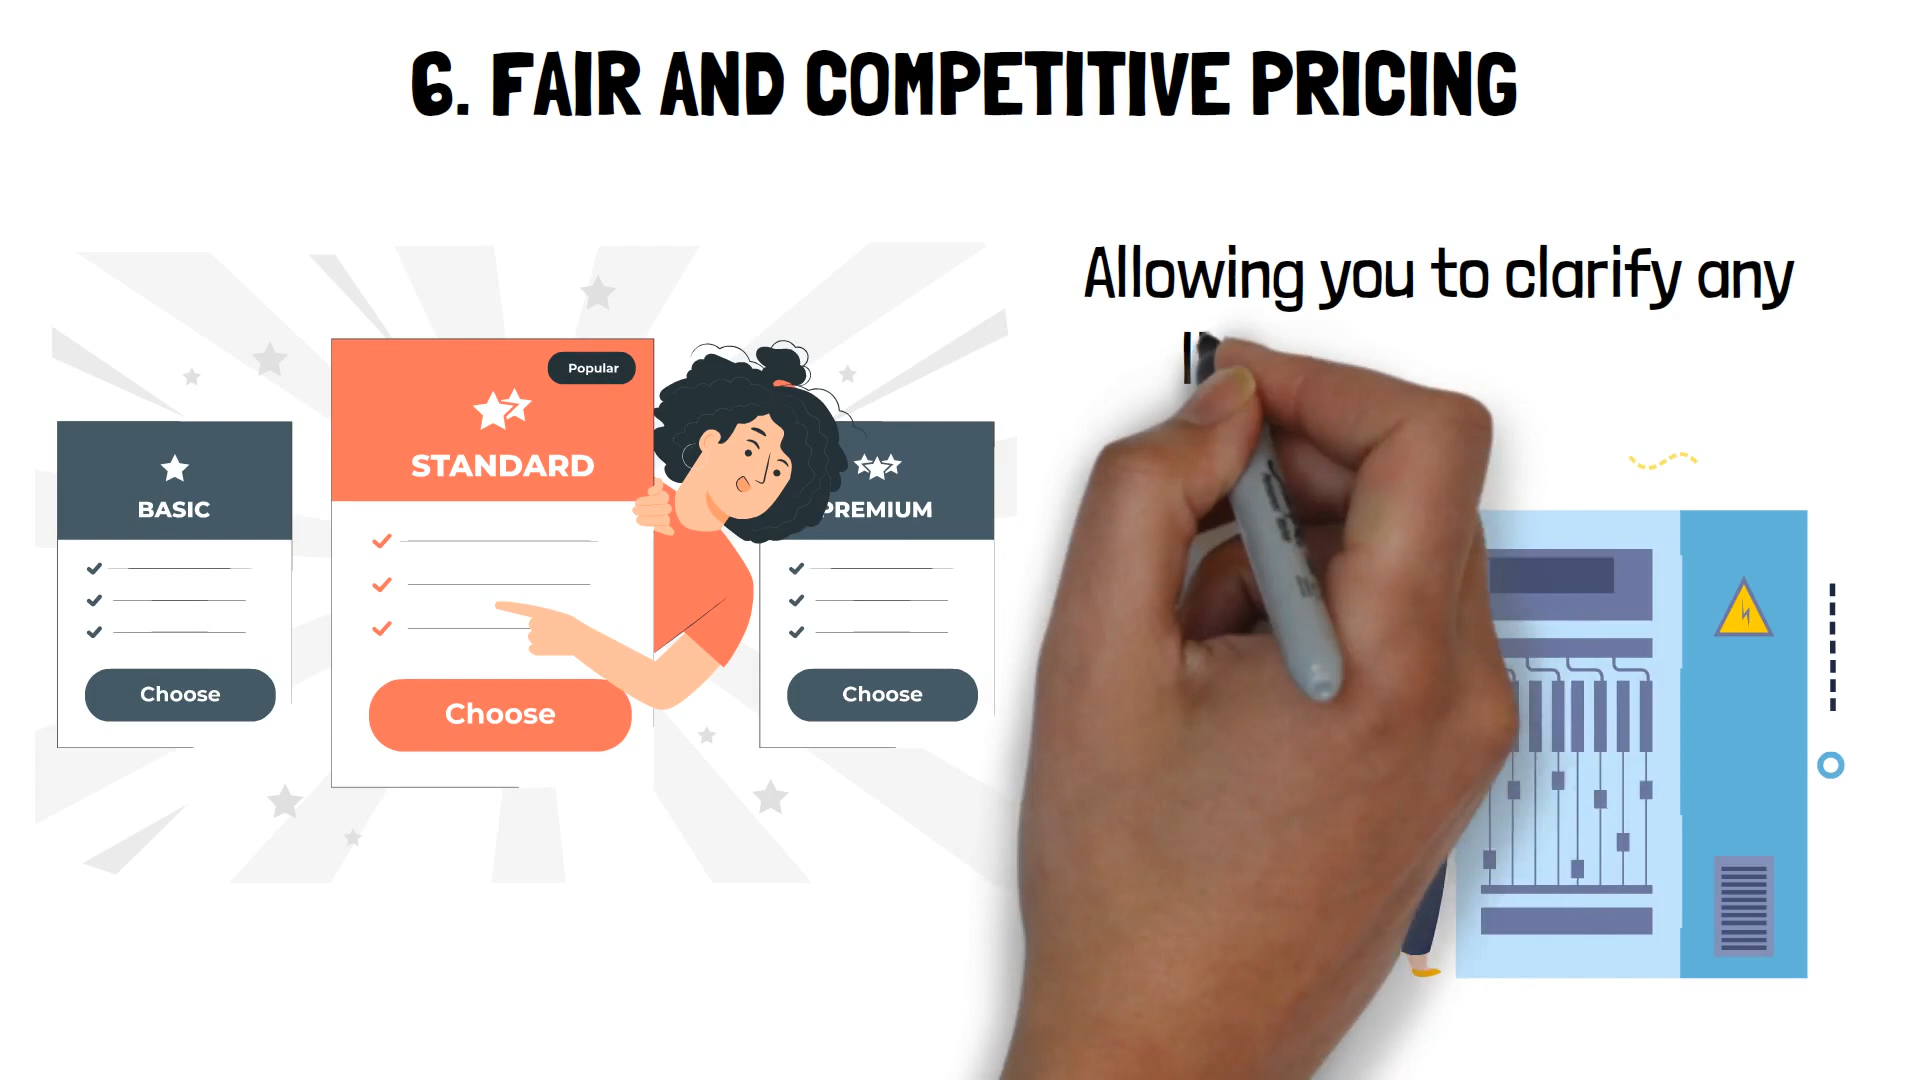 6. FAIR AND COMPETITIVE PRICING
Allowing you to clarify any
Popular
STANDARD
BASIC
PREMIUM
Choose
Choose
Choose